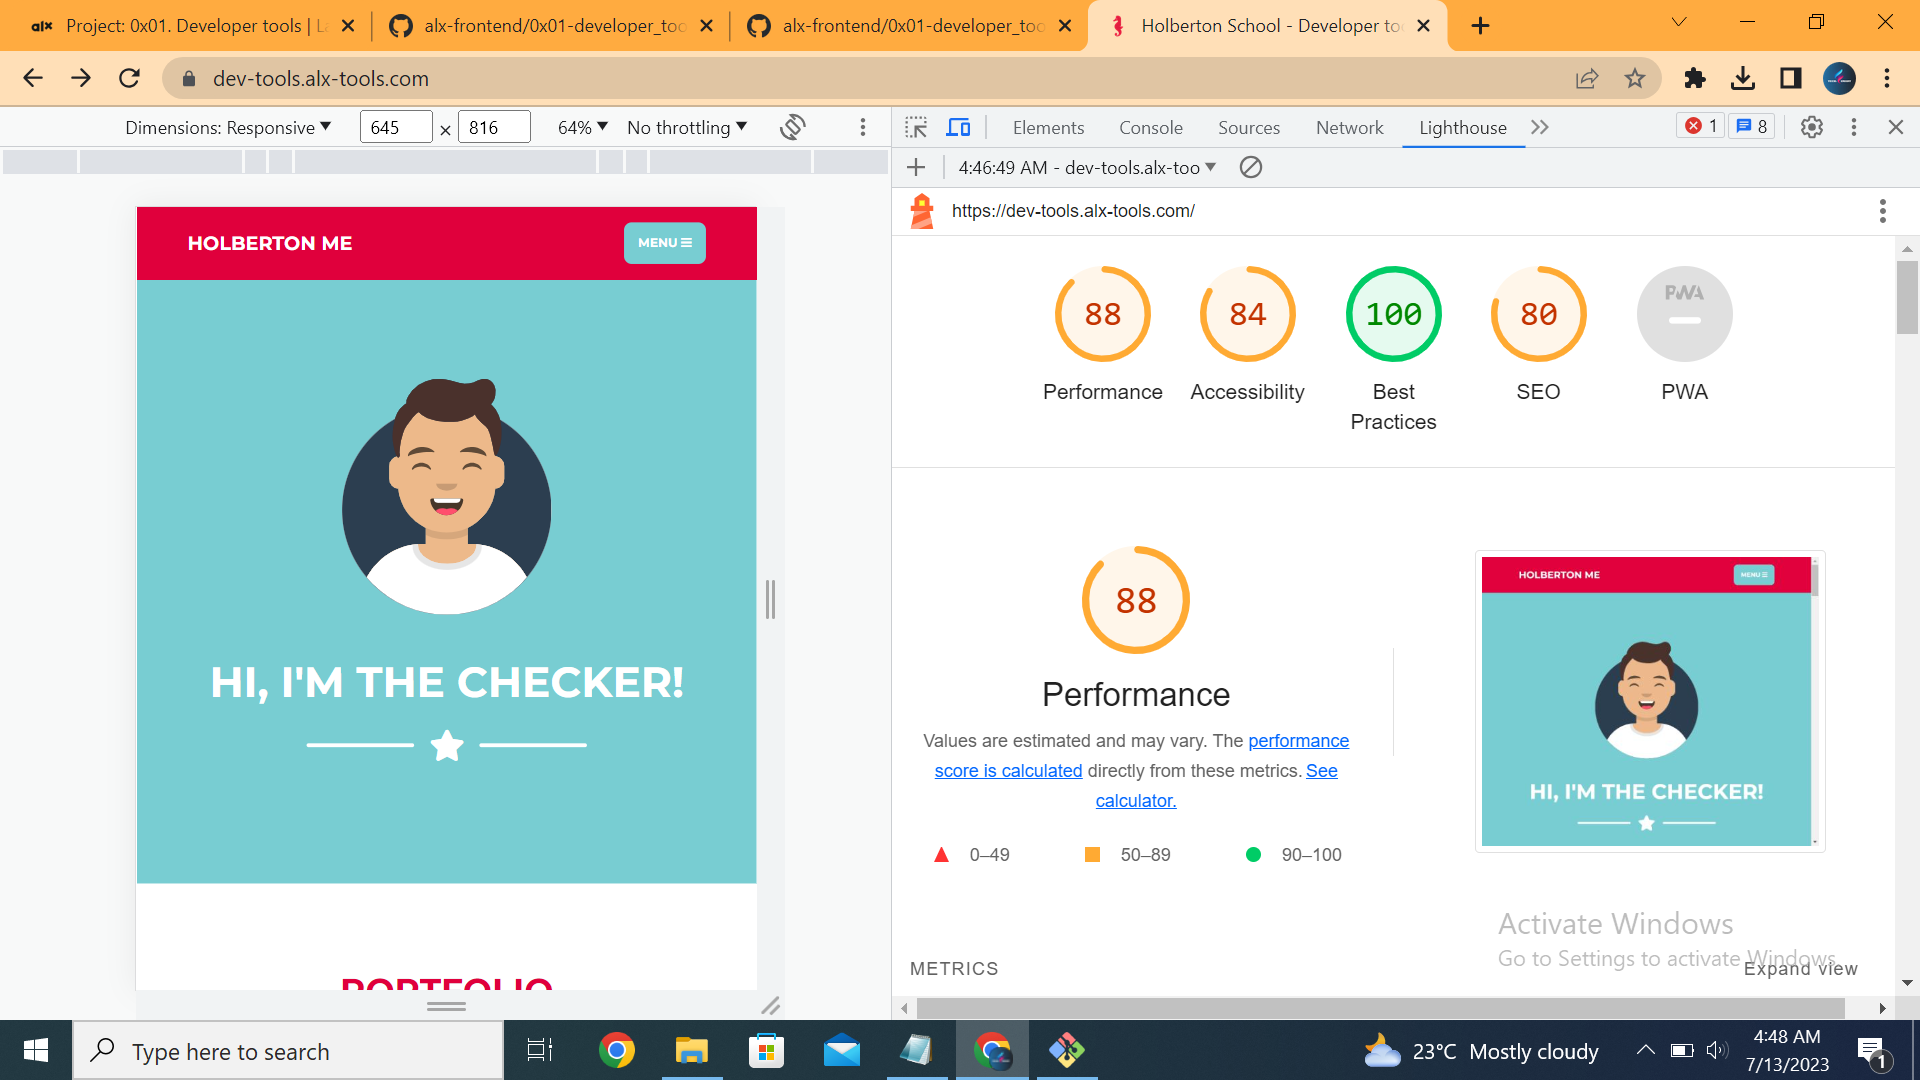 alx Project: 0x01. Developer tools | L
alx-frontend/0x01-developer_too
alx-frontend/0x01-developer_too
Holberton School - Developer to
dev-tools.alx-tools.com
Dimensions: Responsive 645 × 816 64% No throttling
Elements Console Sources Network Lighthouse 1 8
4:46:49 AM - dev-tools.alx-too
https://dev-tools.alx-tools.com/
HOLBERTON ME
MENU
HI, I'M THE CHECKER!
PORTFOLIO
88 84 100 80 PWA
Performance Accessibility Best Practices SEO PWA
88
Performance
Values are estimated and may vary. The performance
score is calculated directly from these metrics. See
calculator.
0–49 50–89 90–100
HOLBERTON ME
MENU
HI, I'M THE CHECKER!
Activate Windows
Go to Settings to activate Windows.
METRICS
Expand view
Type here to search
23°C Mostly cloudy
4:48 AM
7/13/2023
1